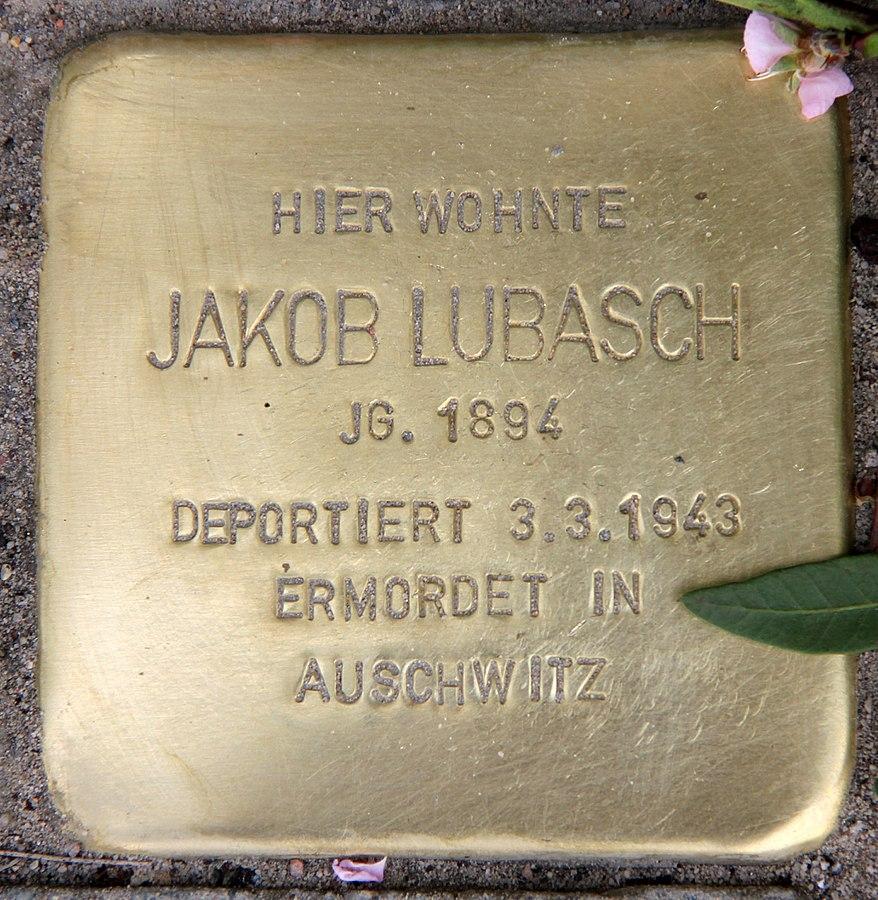 HIER WOHNTE
JAKOB LUBASCH
JG. 1894
DEPORTIERT 3.3.1943
ERMORDET IN
AUSCHWITZ